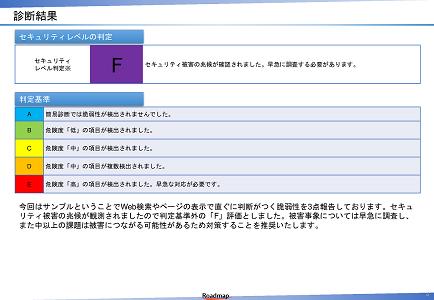 診断結果
セキュリティレベルの判定
セキュリティ
レベル判定※
F
セキュリティ被害の兆候が確認されました。早急に調査する必要があります。
判定基準
A 簡易診断では脆弱性が検出されませんでした。
B 危険度「低」の項目が検出されました。
C 危険度「中」の項目が検出されました。
D 危険度「中」の項目が複数検出されました。
E 危険度「高」の項目が検出されました。早急な対応が必要です。
今回はサンプルということでWeb検索やページの表示で直ぐに判断がつく脆弱性を3点報告しております。セキュ
リティ被害の兆候が観測されましたので判定基準外の「F」評価としました。被害事象については早急に調査し、
また中以上の課題は被害につながる可能性があるため対策することを推奨いたします。
Roadmap